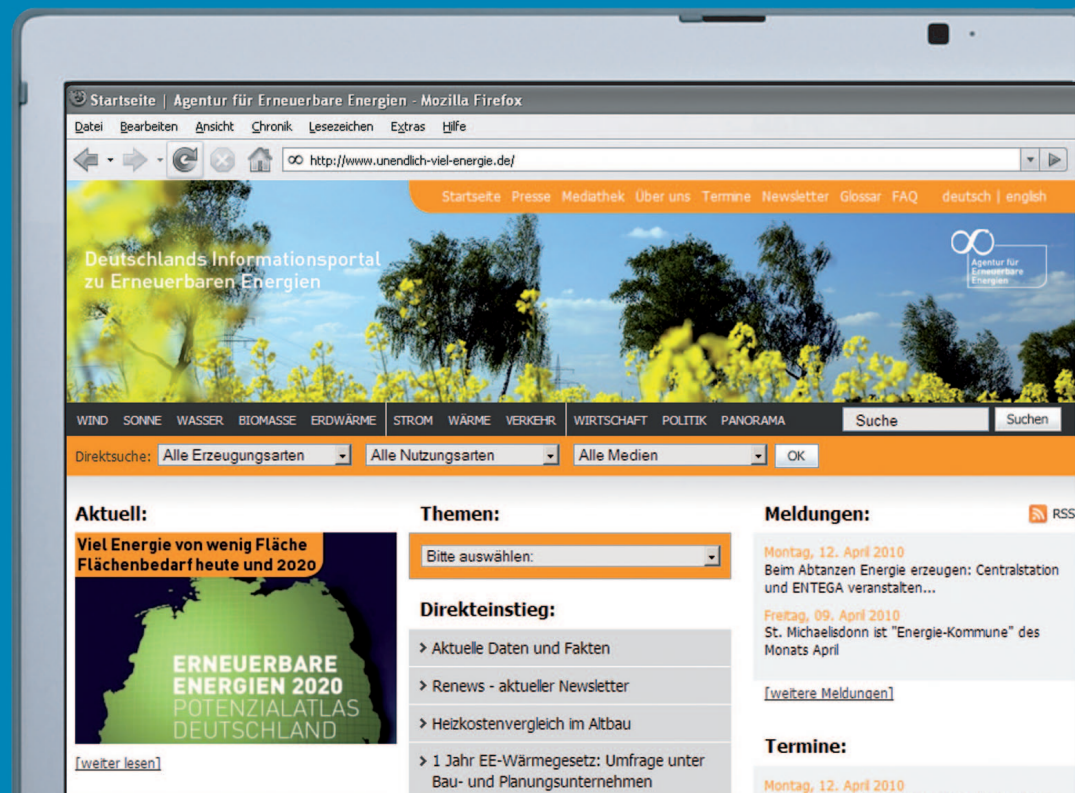 Startseite | Agentur für Erneuerbare Energien - Mozilla Firefox
Datei Bearbeiten Ansicht Chronik Lesezeichen Extras Hilfe
http://www.unendlich-viel-energie.de/
Startseite Presse Mediathek Über uns Termine Newsletter Glossar FAQ deutsch | english
Deutschlands Informationsportal
zu Erneuerbaren Energien
Agentur für
Erneuerbare
Energien
WIND SONNE WASSER BIOMASSE ERDWÄRME STROM WÄRME VERKEHR WIRTSCHAFT POLITIK PANORAMA Suche Suchen
Direktsuche: Alle Erzeugungsarten Alle Nutzungsarten Alle Medien OK
Aktuell:
Viel Energie von wenig Fläche
Flächenbedarf heute und 2020
ERNEUERBARE
ENERGIEN 2020
POTENZIALATLAS
DEUTSCHLAND
[weiter lesen]
Themen:
Bitte auswählen:
Direkteinstieg:
> Aktuelle Daten und Fakten
> Renews - aktueller Newsletter
> Heizkostenvergleich im Altbau
> 1 Jahr EE-Wärmegesetz: Umfrage unter
Bau- und Planungsunternehmen
Meldungen:
RSS
Montag, 12. April 2010
Beim Abtanzen Energie erzeugen: Centralstation
und ENTEGA veranstalten...
Freitag, 09. April 2010
St. Michaelisdonn ist "Energie-Kommune" des
Monats April
[weitere Meldungen]
Termine:
Montag, 12. April 2010